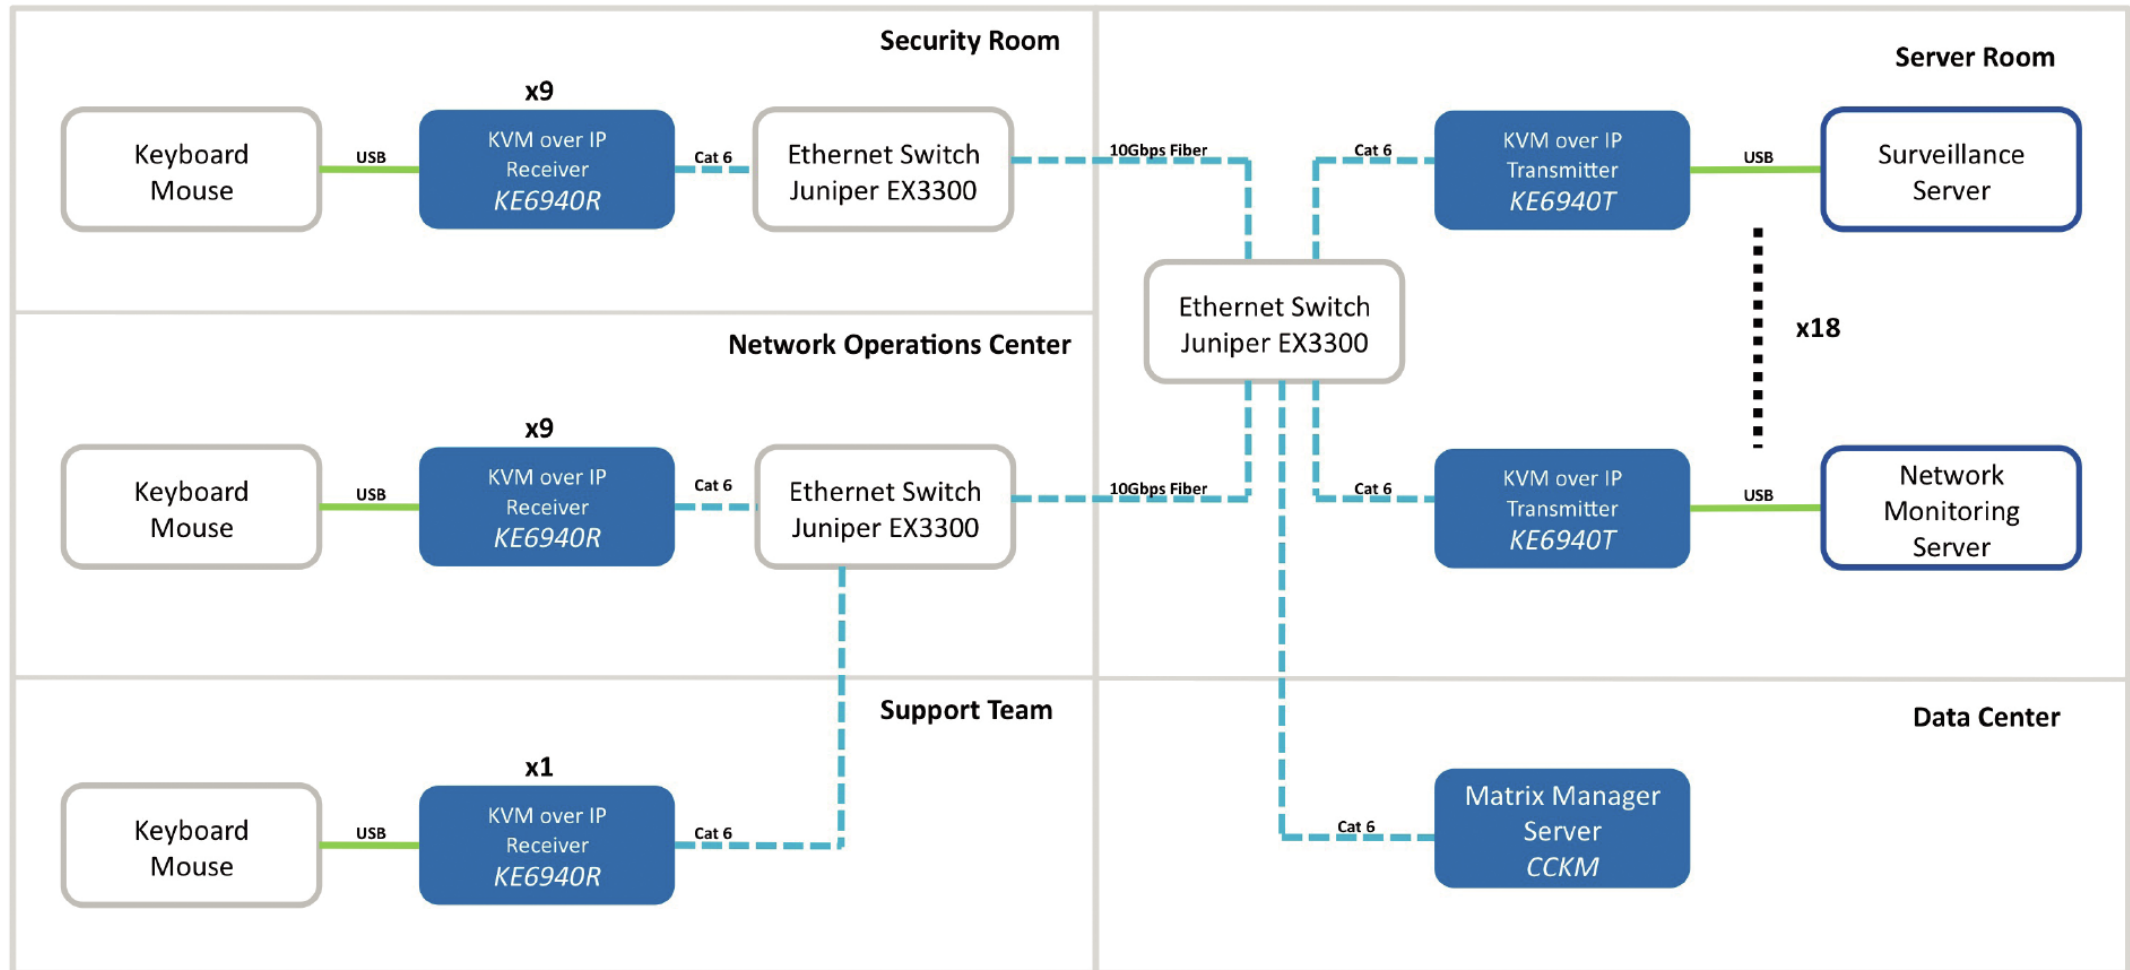 Security Room
x9
Keyboard
Mouse
USB
KVM over IP
Receiver
KE6940R
Cat 6
Ethernet Switch
Juniper EX3300
10Gbps Fiber
Network Operations Center
x9
Keyboard
Mouse
USB
KVM over IP
Receiver
KE6940R
Cat 6
Ethernet Switch
Juniper EX3300
10Gbps Fiber
Support Team
x1
Keyboard
Mouse
USB
KVM over IP
Receiver
KE6940R
Cat 6
Server Room
Ethernet Switch
Juniper EX3300
Cat 6
KVM over IP
Transmitter
KE6940T
USB
Surveillance
Server
x18
Cat 6
KVM over IP
Transmitter
KE6940T
USB
Network
Monitoring
Server
Data Center
Cat 6
Matrix Manager
Server
CCKM